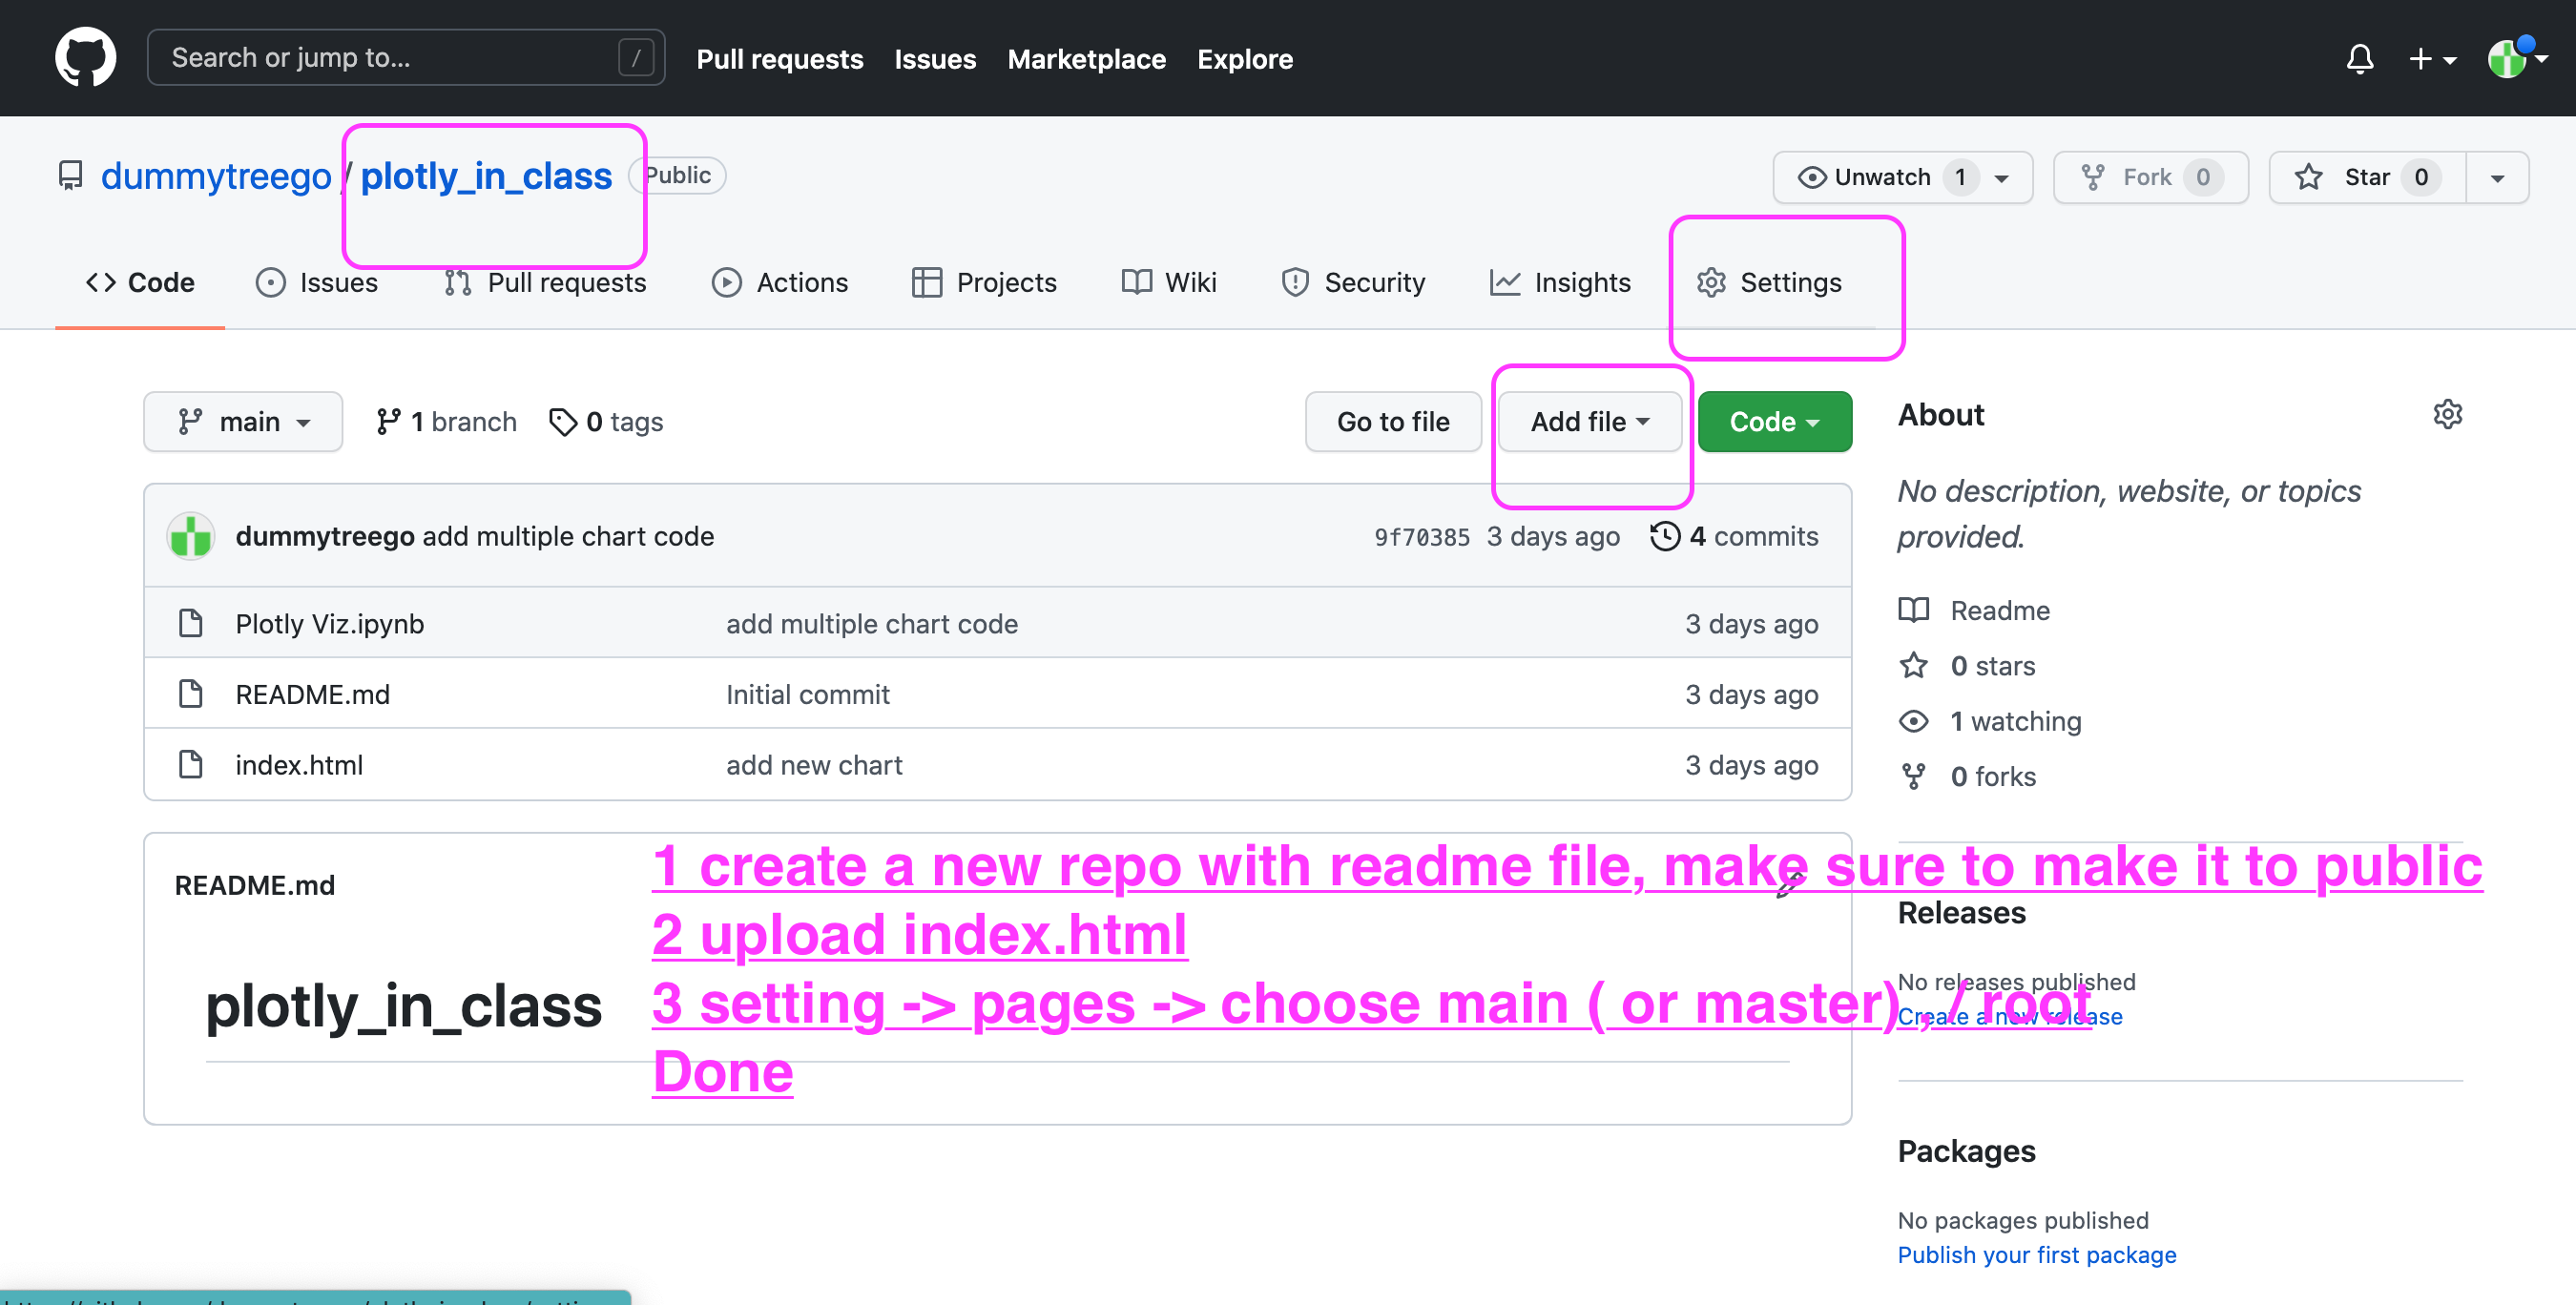 Search or jump to... /
Pull requests Issues Marketplace Explore
dummytreego / plotly_in_class Public
Unwatch 1 Fork 0 Star 0
Code Issues Pull requests Actions Projects Wiki Security Insights Settings
main 1 branch 0 tags
Go to file Add file Code
dummytreego add multiple chart code 9f70385 3 days ago 4 commits
Plotly Viz.ipynb add multiple chart code 3 days ago
README.md Initial commit 3 days ago
index.html add new chart 3 days ago
README.md
plotly_in_class
1 create a new repo with readme file, make sure to make it to public
2 upload index.html
3 setting -> pages -> choose main ( or master) , / root
Done
About
No description, website, or topics
provided.
Readme
0 stars
1 watching
0 forks
Releases
No releases published
Create a new release
Packages
No packages published
Publish your first package